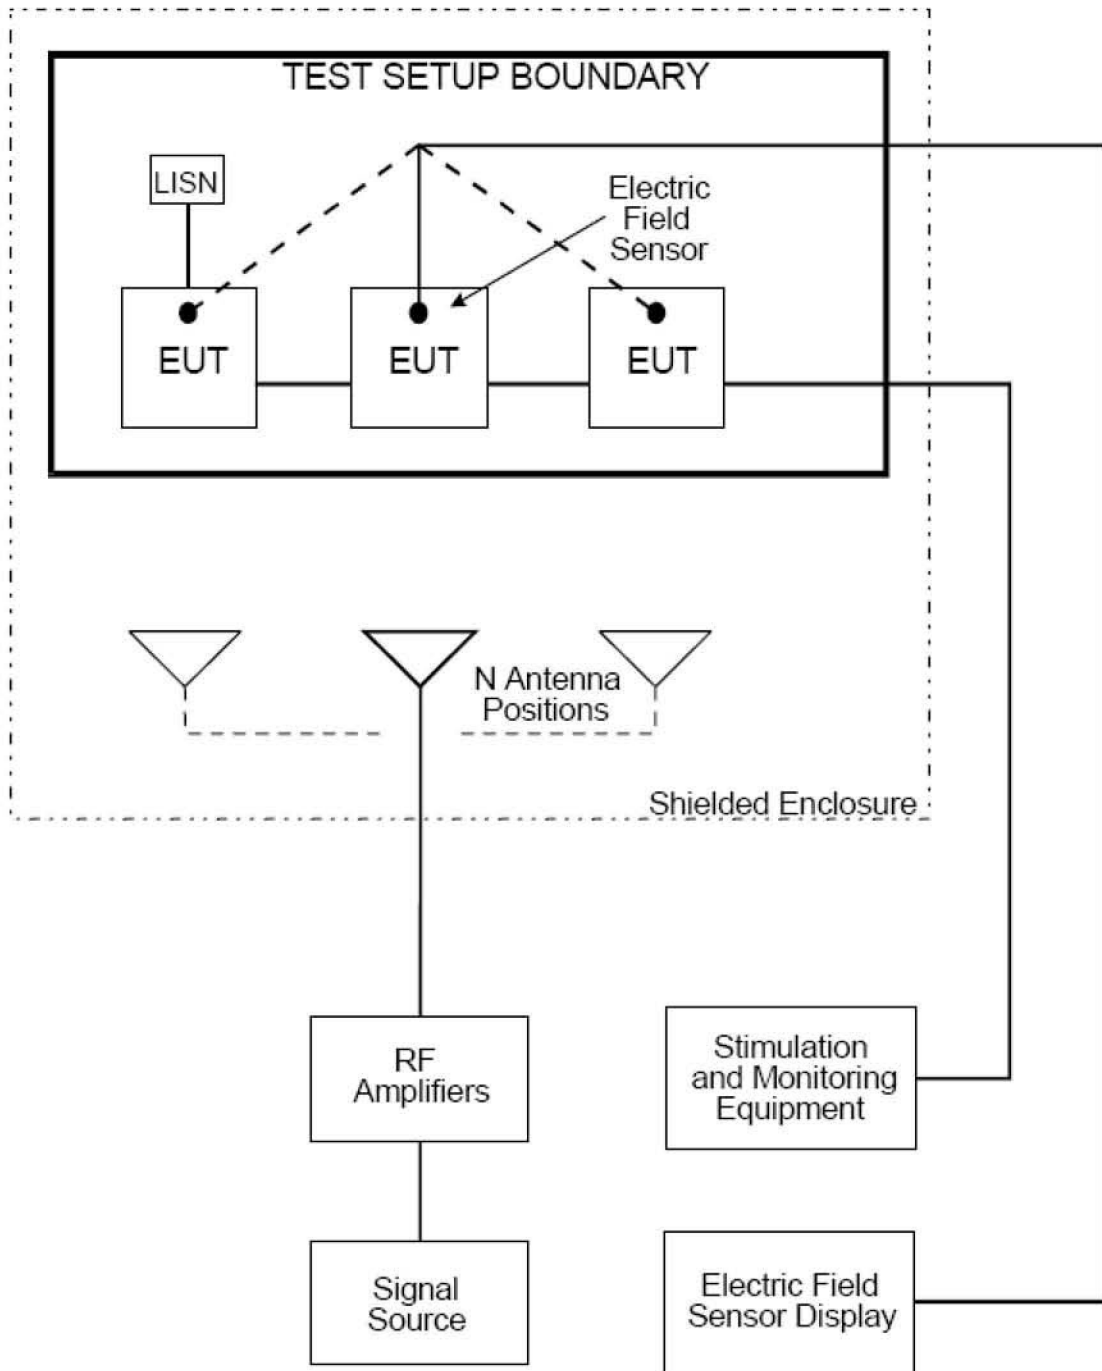 TEST SETUP BOUNDARY
LISN
Electric
Field
Sensor
EUT
EUT
EUT
N Antenna
Positions
Shielded Enclosure
RF
Amplifiers
Stimulation
and Monitoring
Equipment
Signal
Source
Electric Field
Sensor Display